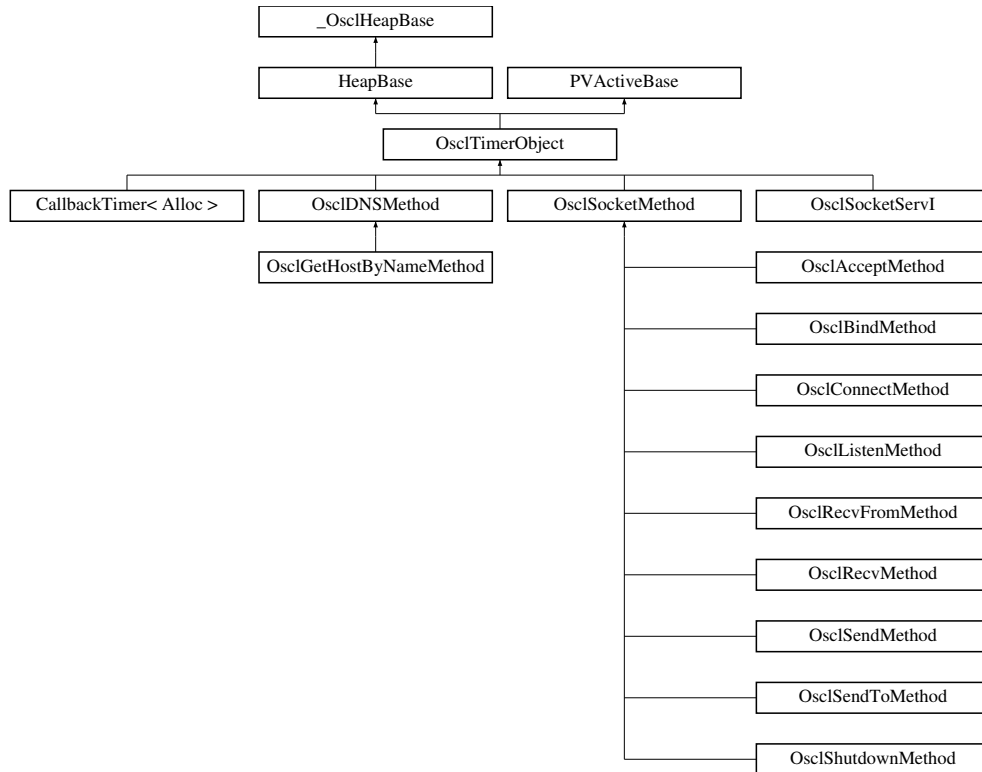 _OsclHeapBase
HeapBase
PVActiveBase
OsclTimerObject
CallbackTimer< Alloc >
OsclDNSMethod
OsclSocketMethod
OsclSocketServI
OsclGetHostByNameMethod
OsclAcceptMethod
OsclBindMethod
OsclConnectMethod
OsclListenMethod
OsclRecvFromMethod
OsclRecvMethod
OsclSendMethod
OsclSendToMethod
OsclShutdownMethod